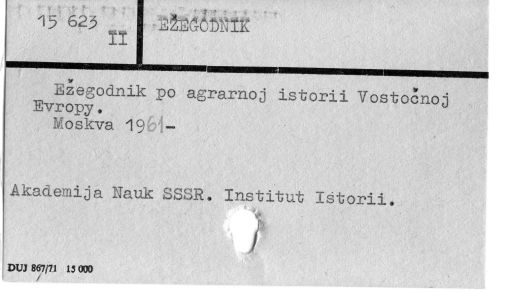 15 623
II
EŽEGODNIK
Ežegodnik po agrarnoj istorii Vostočnoj
Evropy.
Moskva 1961-
Akademija Nauk SSSR. Institut Istorii.
DUJ 867/71 15 000